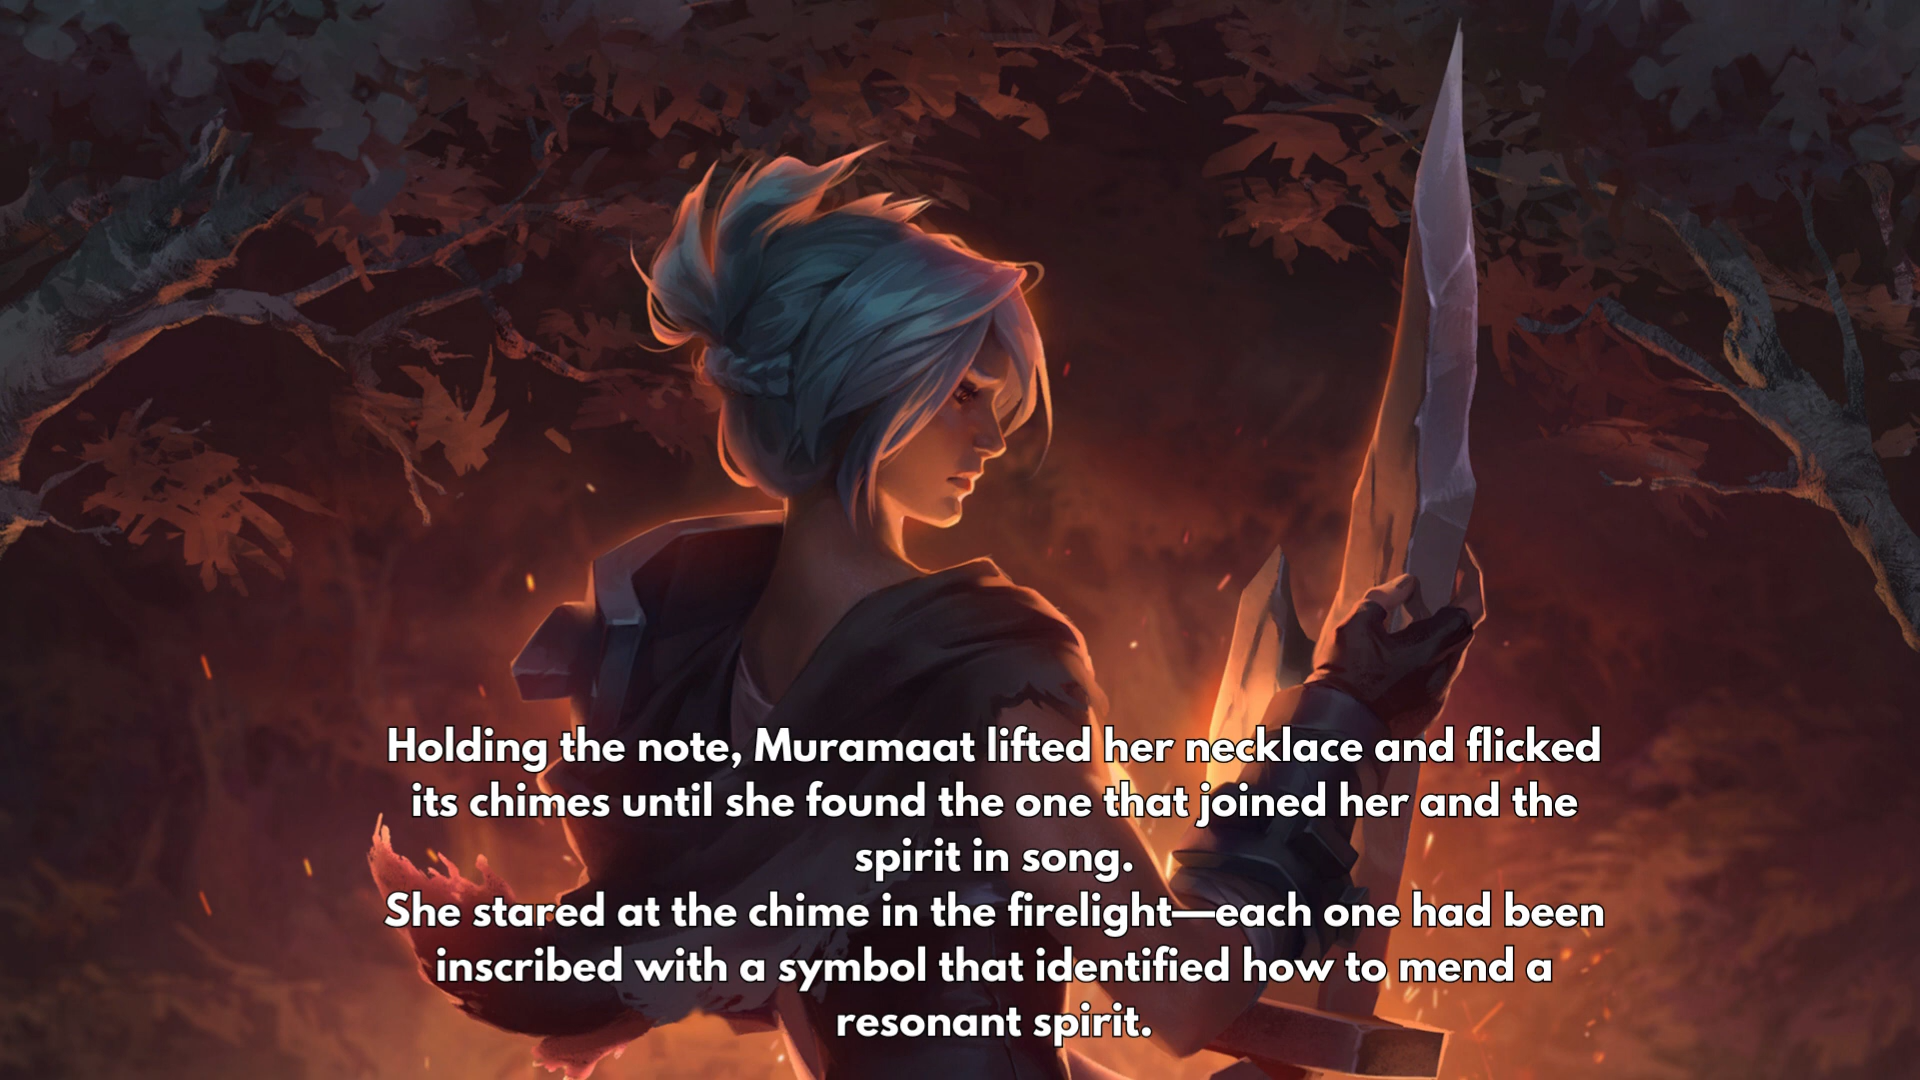 Holding the note, Muramaat lifted her necklace and flicked
its chimes until she found the one that joined her and the
spirit in song.
She stared at the chime in the firelight—each one had been
inscribed with a symbol that identified how to mend a
resonant spirit.